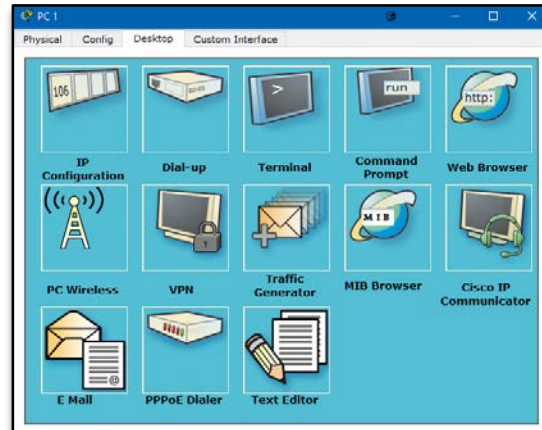 PC 1
Physical Config Desktop Custom Interface
106
>
run
http:
IP
Configuration
Dial-up
Terminal
Command
Prompt
Web Browser
MIB
PC Wireless
VPN
Traffic
Generator
MIB Browser
Cisco IP
Communicator
@
E Mail
PPPoE Dialer
Text Editor